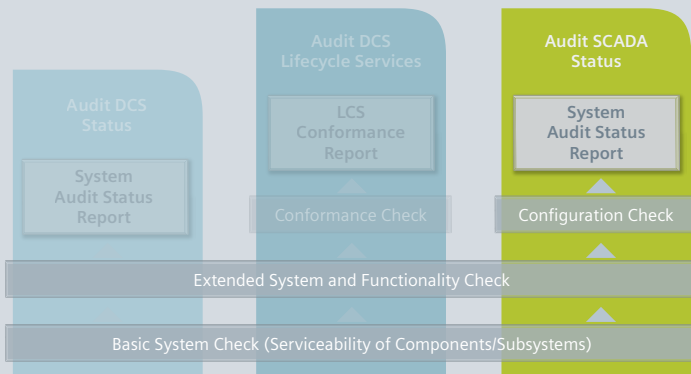 Audit DCS
Status
System
Audit Status
Report
Audit DCS
Lifecycle Services
LCS
Conformance
Report
Conformance Check
Audit SCADA
Status
System
Audit Status
Report
Configuration Check
Extended System and Functionality Check
Basic System Check (Serviceability of Components/Subsystems)